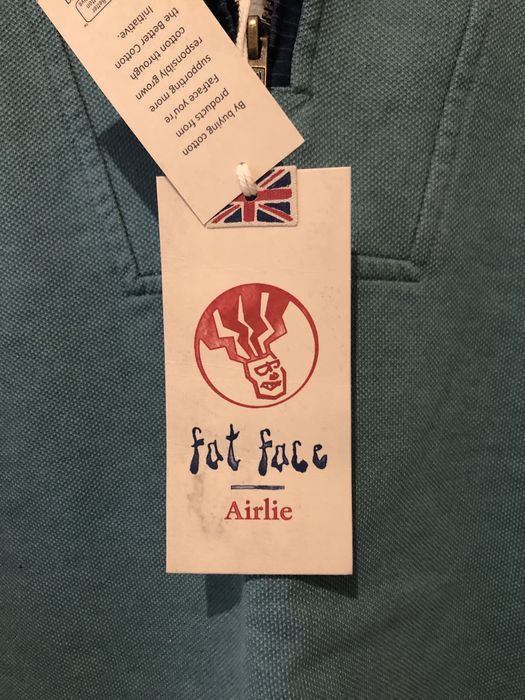 By buying cotton
products from
FatFace you're
supporting more
responsibly grown
cotton through
the Better Cotton
Initiative.
fat face
Airlie